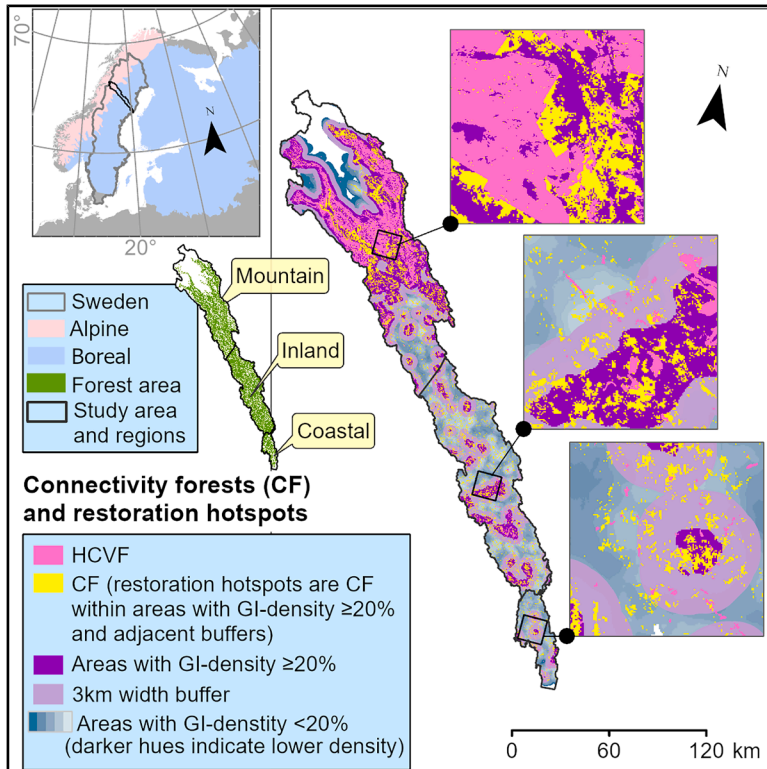 70°
N
20°
N
Mountain
Inland
Coastal
Sweden
Alpine
Boreal
Forest area
Study area
and regions
Connectivity forests (CF)
and restoration hotspots
HCVF
CF (restoration hotspots are CF
within areas with GI-density ≥20%
and adjacent buffers)
Areas with GI-density ≥20%
3km width buffer
Areas with GI-denstity <20%
(darker hues indicate lower density)
0 60 120 km